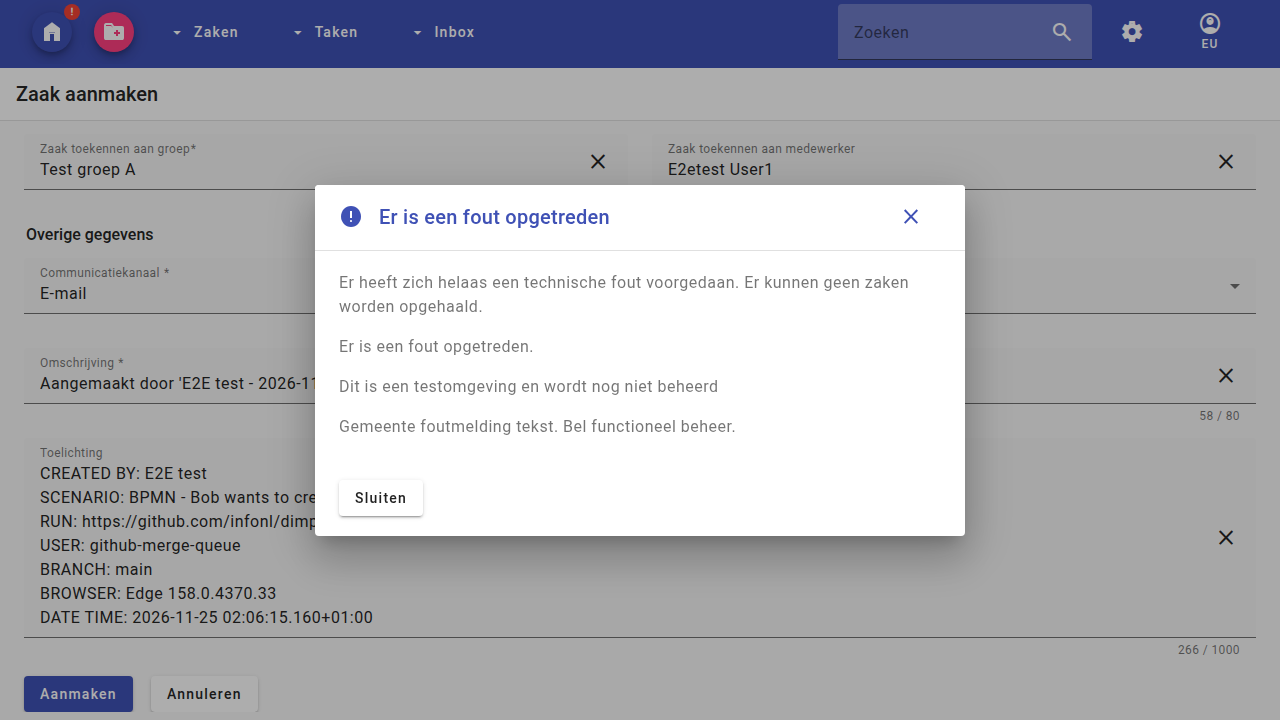 !
Zaken
Taken
Inbox
Zoeken
EU
Zaak aanmaken
Zaak toekennen aan groep*
Test groep A
Zaak toekennen aan medewerker
E2etest User1
Er is een fout opgetreden
Er heeft zich helaas een technische fout voorgedaan. Er kunnen geen zaken
worden opgehaald.
Er is een fout opgetreden.
Dit is een testomgeving en wordt nog niet beheerd
Gemeente foutmelding tekst. Bel functioneel beheer.
Sluiten
Overige gegevens
Communicatiekanaal *
E-mail
Omschrijving *
Aangemaakt door 'E2E test - 2026-11
58 / 80
Toelichting
CREATED BY: E2E test
SCENARIO: BPMN - Bob wants to cre
RUN: https://github.com/infonl/dimp
USER: github-merge-queue
BRANCH: main
BROWSER: Edge 158.0.4370.33
DATE TIME: 2026-11-25 02:06:15.160+01:00
266 / 1000
Aanmaken
Annuleren